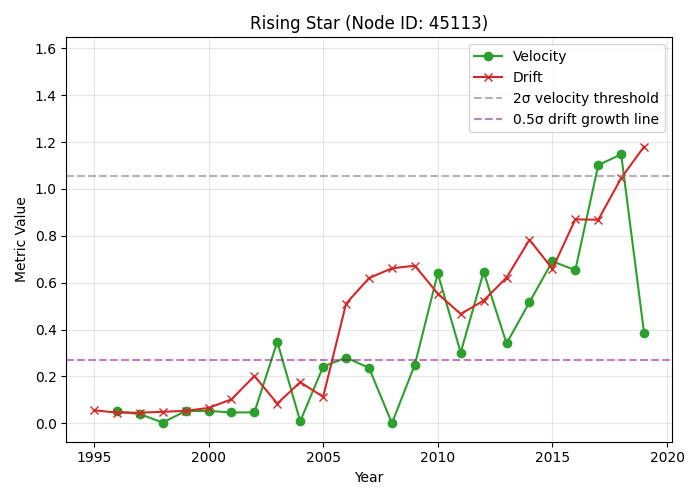 Rising Star (Node ID: 45113)
Velocity
Drift
2σ velocity threshold
0.5σ drift growth line
Metric Value
1.6
1.4
1.2
1.0
0.8
0.6
0.4
0.2
0.0
1995
2000
2005
2010
2015
2020
Year